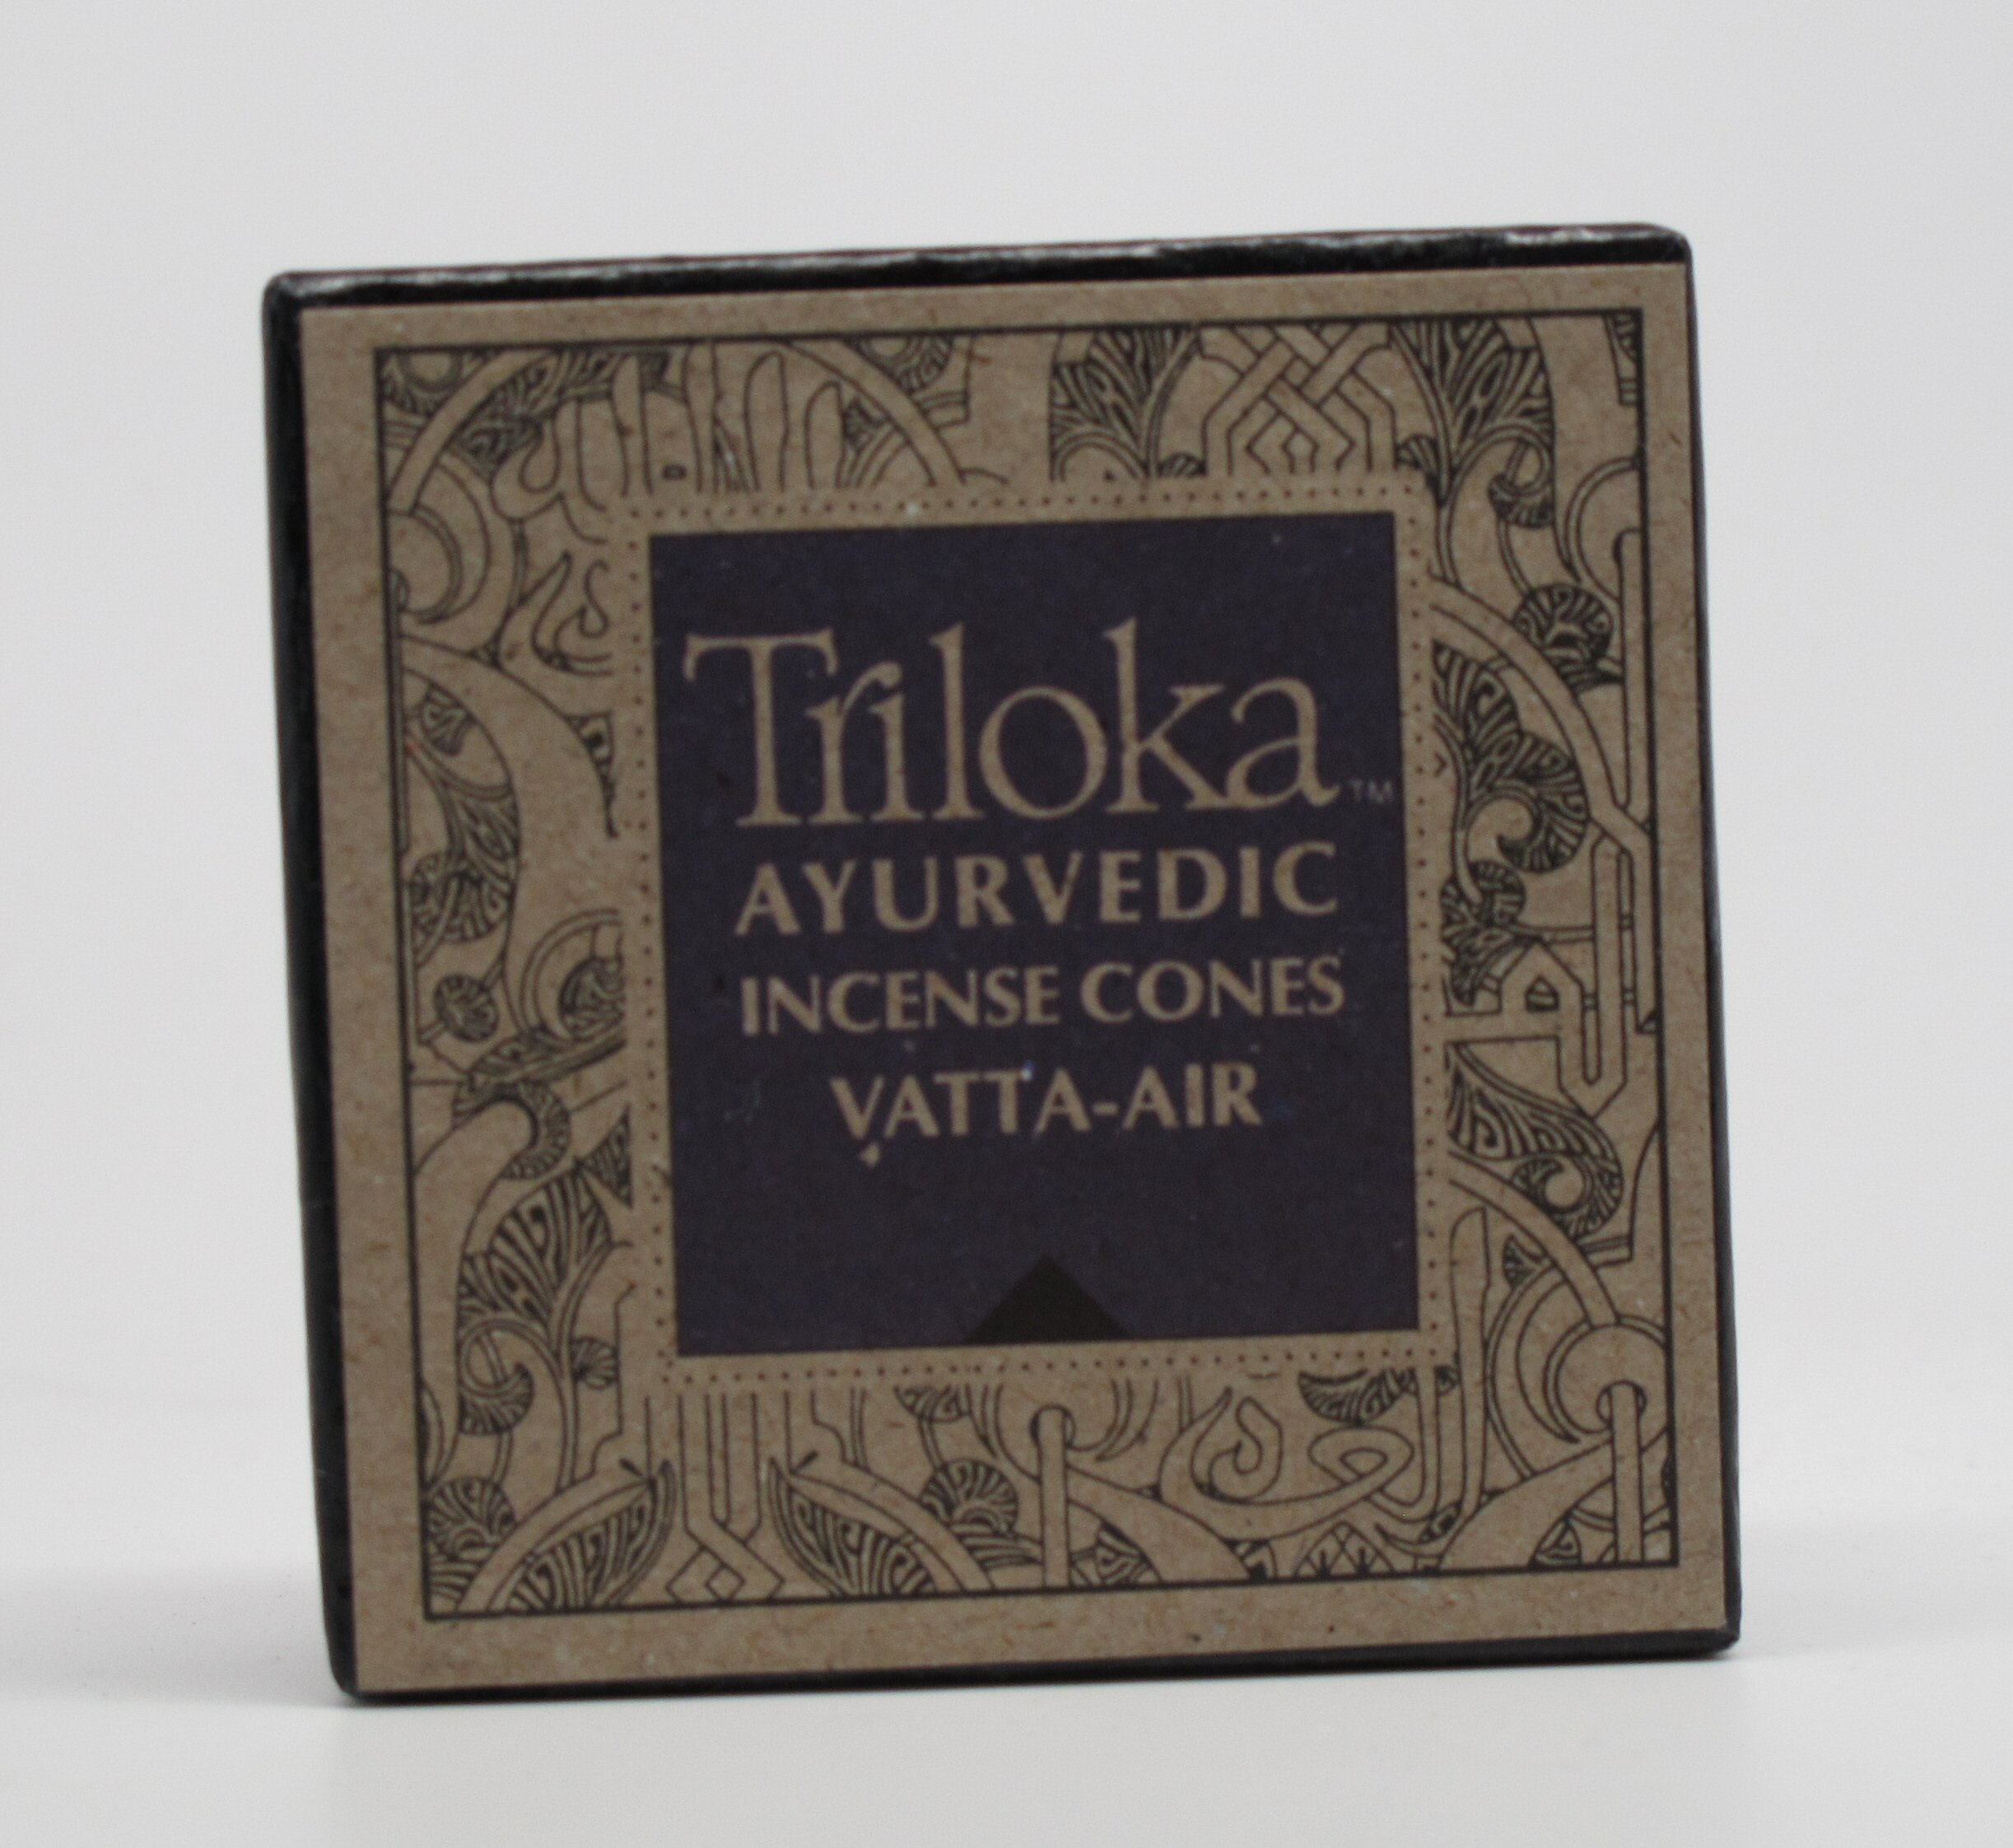 Triloka™
AYURVEDIC
INCENSE CONES
VATTA-AIR